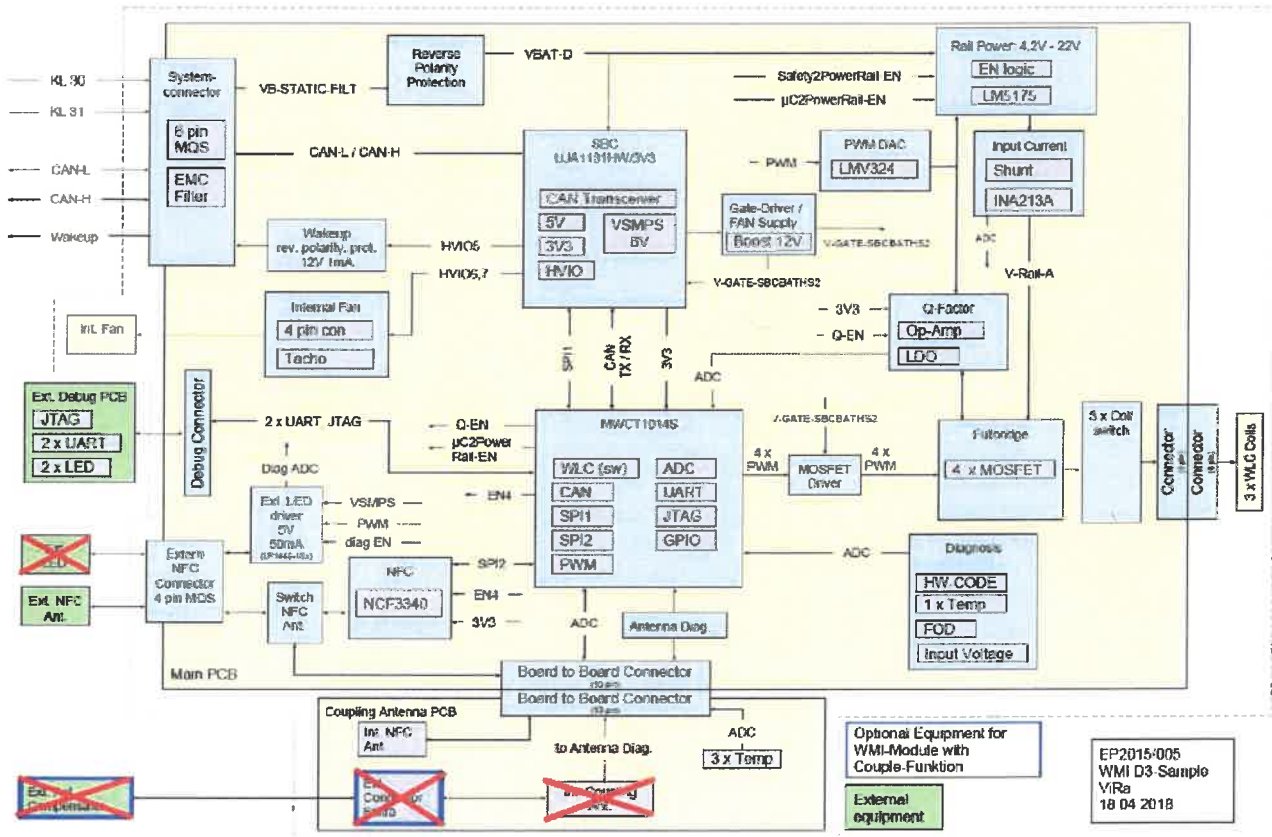 KL 30
KL 31
CAN-L
CAN-H
Wakeup
System-
connector
6 pin
MQS
EMC
Filter
VB-STATIC-FILT
Reverse
Polarity
Protection
VBAT-D
Rail Power: 4,2V - 22V
EN logic
LM5175
Safety2PowerRail-EN
µC2PowerRail-EN
CAN-L / CAN-H
SBC
UJA1131HW/3V3
CAN Transceiver
5V
3V3
HVIO
VSMPS
6V
PWM
PWM DAC
LMV324
Input Current
Shunt
INA213A
Gate-Driver /
FAN Supply
Boost 12V
V-GATE-SBCBATHS2
V-GATE-SBCBATHS2
ADC
V-Rail-A
Wakeup
rev. polarity. prot.
12V 1mA
HVIO6
HVIO6,7
Int. Fan
Internal Fan
4 pin con
Tacho
3V3
Q-EN
Q-Factor
Op-Amp
LDO
SPI1
CAN
TX / RX
3V3
ADC
Ext. Debug PCB
JTAG
2 x UART
2 x LED
Debug Connector
2 x UART JTAG
Q-EN
µC2Power
Rail-EN
EN4
MWCT1014S
WLC (sw)
CAN
SPI1
SPI2
PWM
ADC
UART
JTAG
GPIO
/-GATE-SBCBATHS2
4 x
PWM
MOSFET
Driver
4 x
PWM
Fullbridge
4 x MOSFET
3 x Coil
switch
Connector
Connector
3 x WLC Coils
Diag ADC
Ext. LED
driver
5V
50mA
VSMPS
PWM
diag EN
LED
Extern
NFC
Connector
4 pin MQS
Ext. NFC
Ant.
Switch
NFC
Ant.
NFC
NCF3340
SPI2
EN4
3V3
ADC
Antenna Diag.
ADC
Diagnosis
HW-CODE
1 x Temp
FOD
Input Voltage
Main PCB
Board to Board Connector
Board to Board Connector
Coupling Antenna PCB
Int. NFC
Ant.
to Antenna Diag.
ADC
3 x Temp
Optional Equipment for
WMI-Module with
Couple-Funktion
External
equipment
EP2015/005
WMI D3-Sample
ViRa
18 04 2018